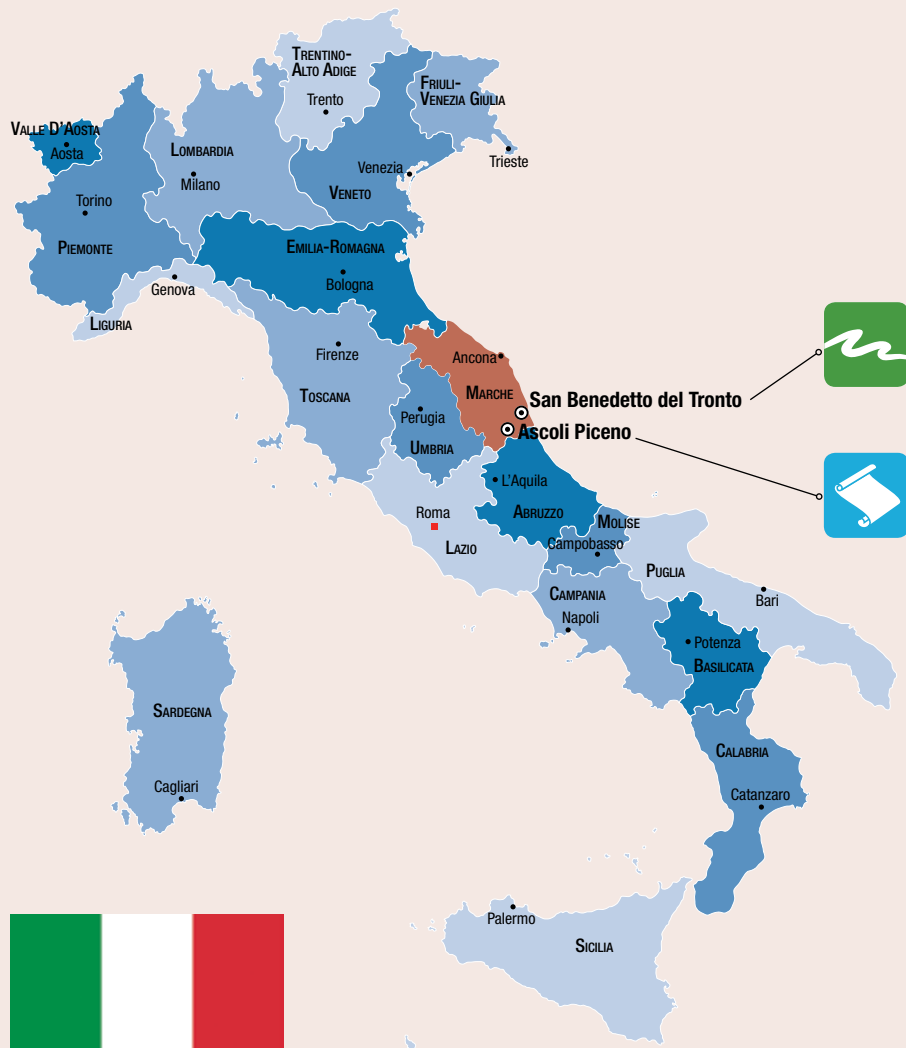 Trentino-
Alto Adige
Trento
Friuli-
Venezia Giulia
Trieste
Valle D'Aosta
Aosta
Lombardia
Milano
Venezia
Veneto
Torino
Piemonte
Emilia-Romagna
Bologna
Genova
Liguria
Firenze
Toscana
Ancona
Marche
San Benedetto del Tronto
Ascoli Piceno
Perugia
Umbria
L'Aquila
Abruzzo
Roma
Lazio
Molise
Campobasso
Puglia
Bari
Campania
Napoli
Potenza
Basilicata
Sardegna
Cagliari
Calabria
Catanzaro
Palermo
Sicilia